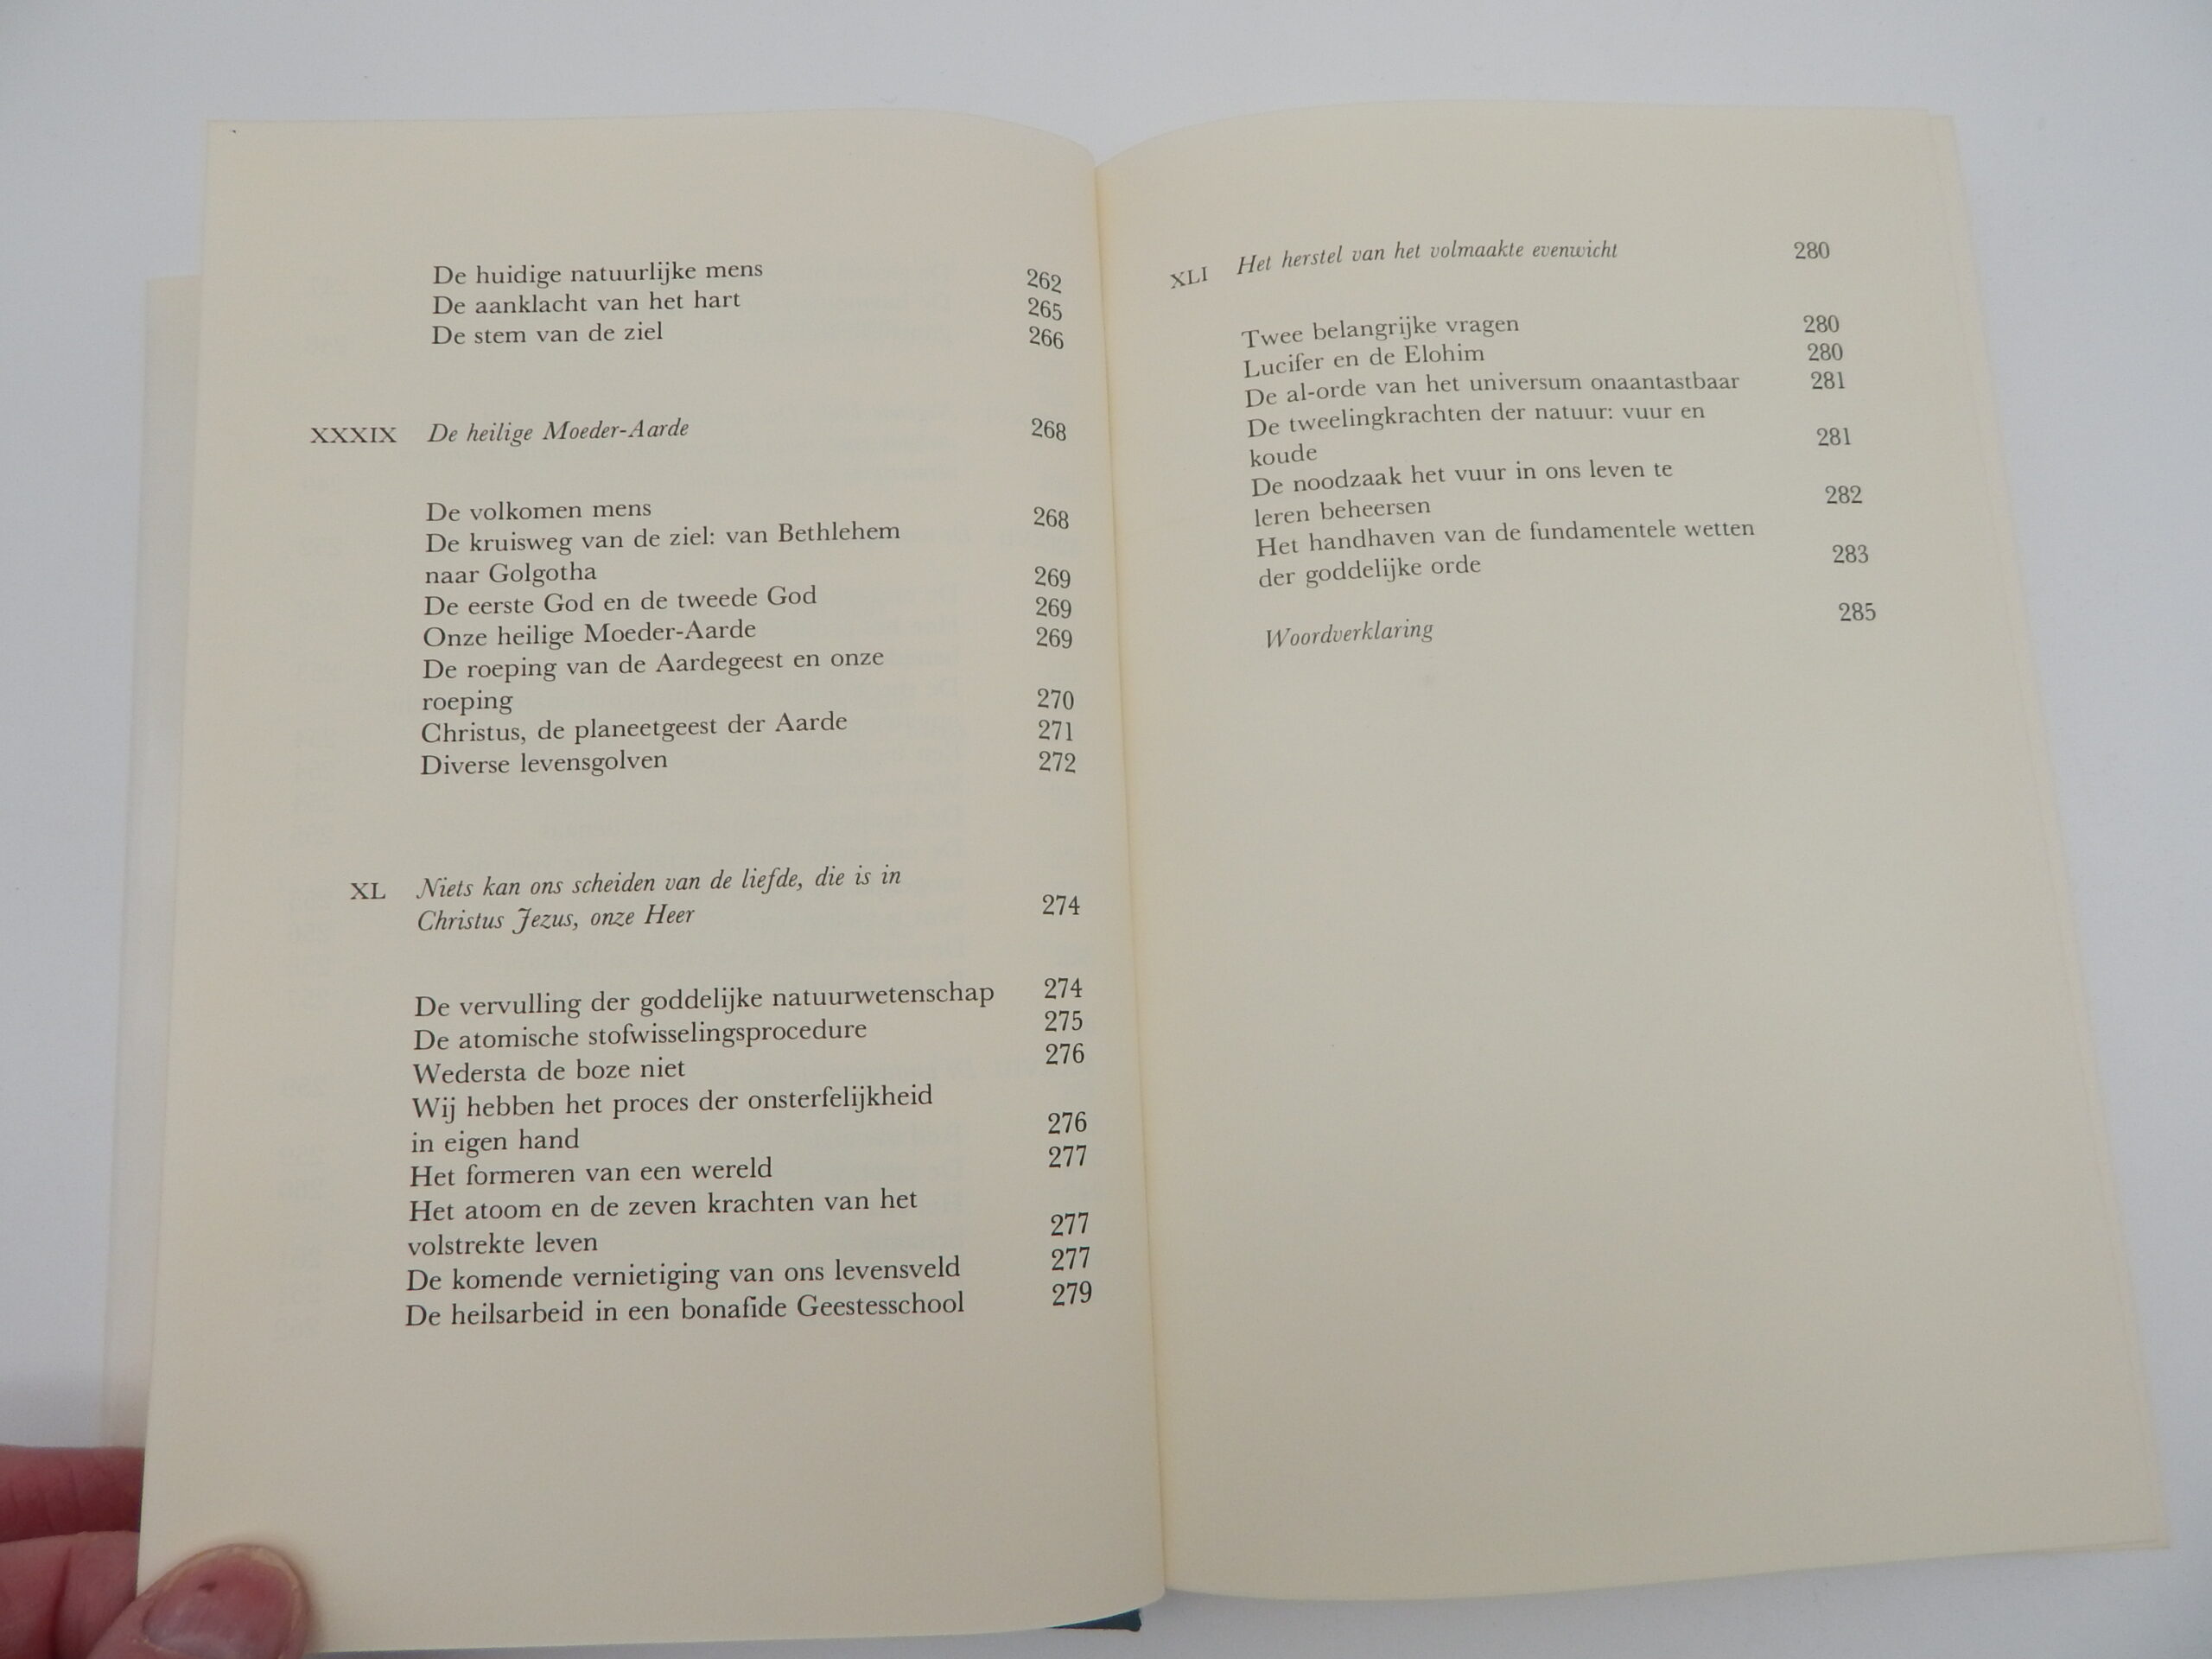 De huidige natuurlijke mens 262
De aanklacht van het hart 265
De stem van de ziel 266
XXXIX De heilige Moeder-Aarde 268
De volkomen mens 268
De kruisweg van de ziel: van Bethlehem
naar Golgotha 269
De eerste God en de tweede God 269
Onze heilige Moeder-Aarde 269
De roeping van de Aardegeest en onze
roeping 270
Christus, de planeetgeest der Aarde 271
Diverse levensgolven 272
XL Niets kan ons scheiden van de liefde, die is in
Christus Jezus, onze Heer 274
De vervulling der goddelijke natuurwetenschap 274
De atomische stofwisselingsprocedure 275
Wedersta de boze niet 276
Wij hebben het proces der onsterfelijkheid
in eigen hand 276
Het formeren van een wereld 277
Het atoom en de zeven krachten van het
volstrekte leven 277
De komende vernietiging van ons levensveld 277
De heilsarbeid in een bonafide Geestesschool 279
XLI Het herstel van het volmaakte evenwicht 280
Twee belangrijke vragen 280
Lucifer en de Elohim 280
De al-orde van het universum onaantastbaar 281
De tweelingkrachten der natuur: vuur en
koude 281
De noodzaak het vuur in ons leven te
leren beheersen 282
Het handhaven van de fundamentele wetten
der goddelijke orde 283
Woordverklaring 285